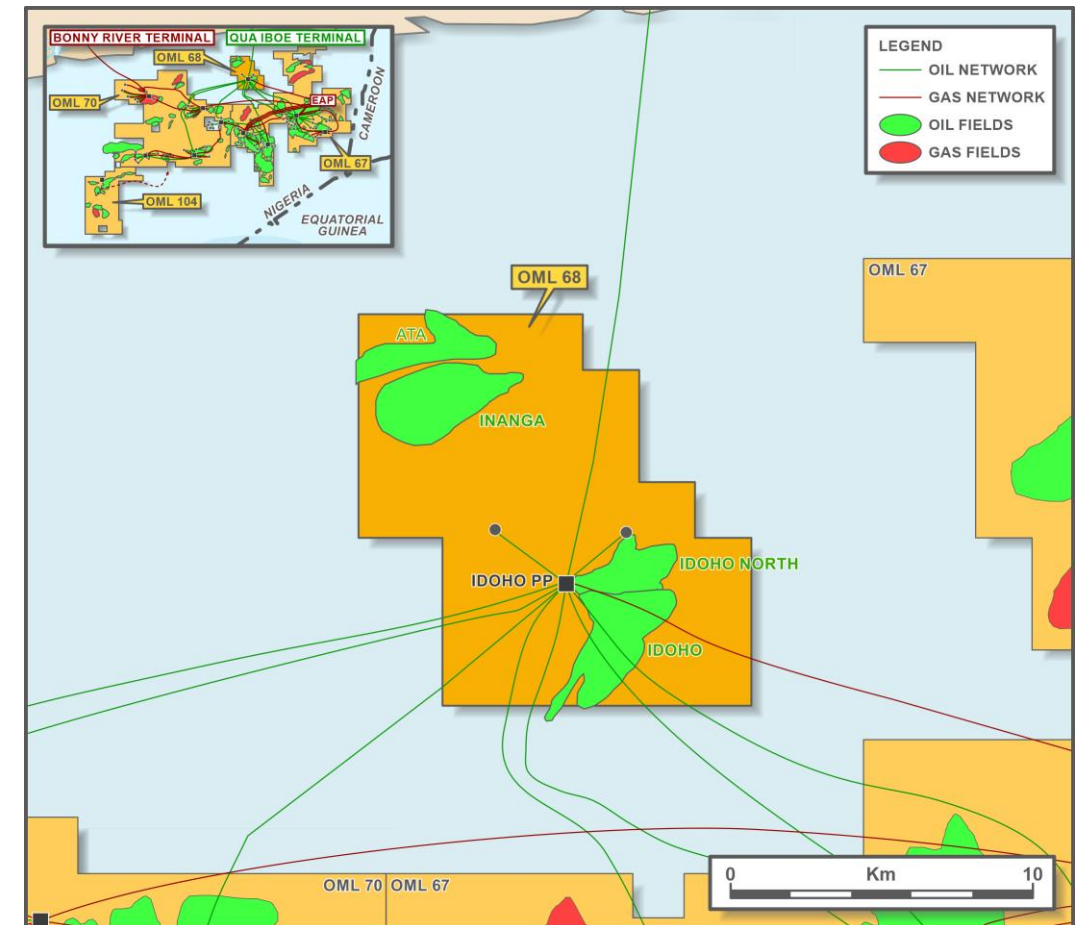 BONNY RIVER TERMINAL
QUA IBOE TERMINAL
OML 68
OML 70
EAP
CAMEROON
OML 67
OML 104
NIGERIA
EQUATORIAL
GUINEA
LEGEND
OIL NETWORK
GAS NETWORK
OIL FIELDS
GAS FIELDS
OML 68
OML 67
ATA
INANGA
IDOHO NORTH
IDOHO PP
IDOHO
OML 70
OML 67
0
Km
10